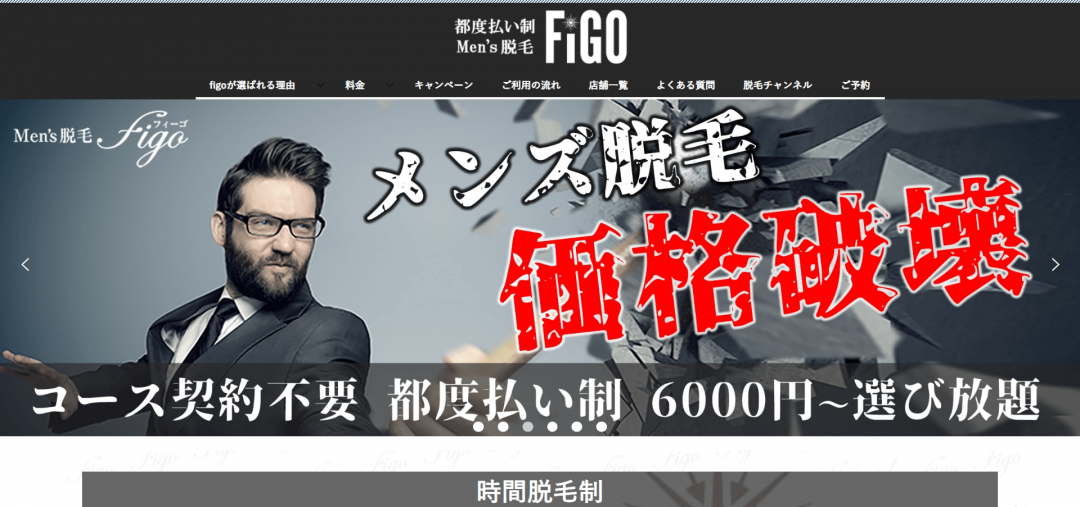 都度払い制
Men's 脱毛
FiGO
figoが選ばれる理由 料金 キャンペーン ご利用の流れ 店舗一覧 よくある質問 脱毛チャンネル ご予約
Men's 脱毛 フィーゴ figo
メンズ脱毛
価格破壊
コース契約不要 都度払い制 6000円~選び放題
時間脱毛制